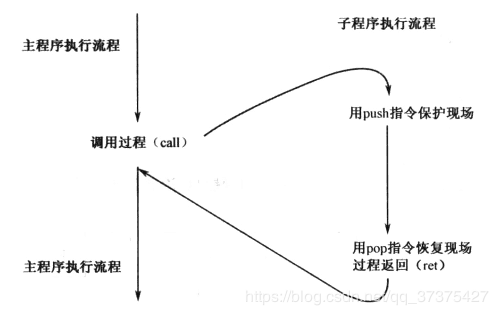 子程序执行流程
主程序执行流程
用push指令保护现场
调用过程（call）
用pop指令恢复现场
过程返回（ret）
主程序执行流程
https://blog.csdn.net/qq_37375427